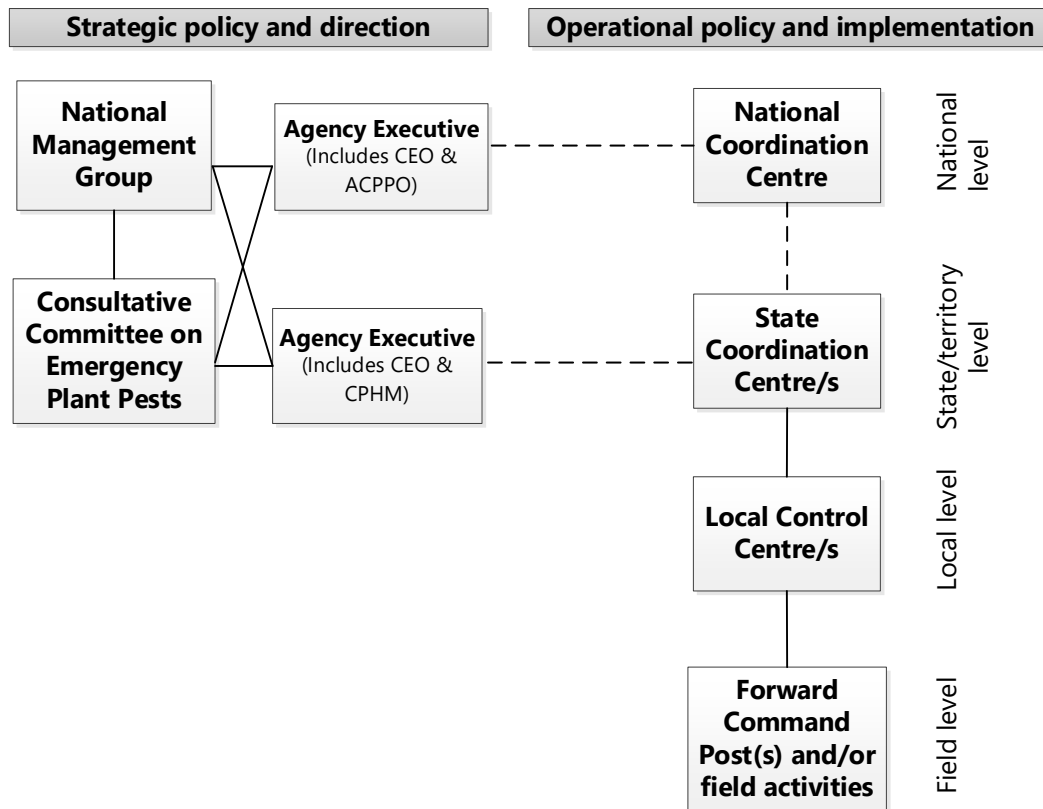 Strategic policy and direction
Operational policy and implementation
National
Management
Group
Agency Executive
(Includes CEO &
ACPPO)
National
Coordination
Centre
National
level
Consultative
Committee on
Emergency
Plant Pests
Agency Executive
(Includes CEO &
CPHM)
State
Coordination
Centre/s
State/territory
level
Local Control
Centre/s
Local level
Forward
Command
Post(s) and/or
field activities
Field level